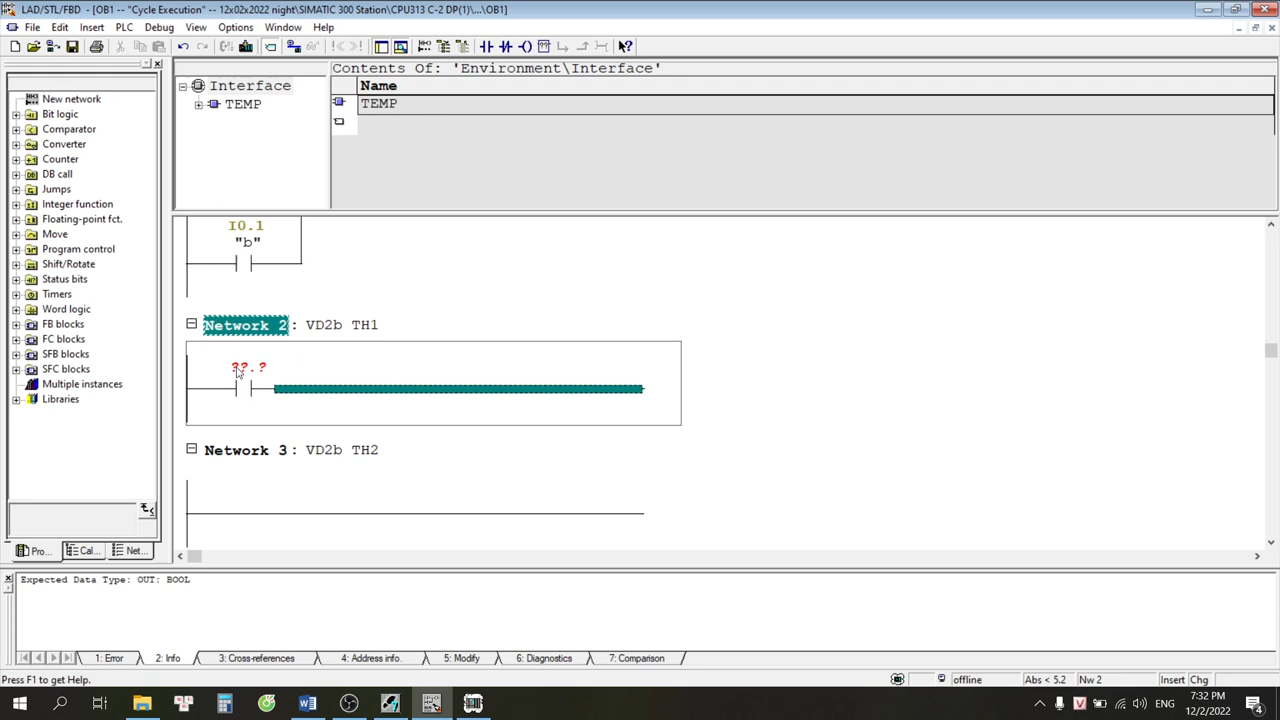 LAD/STL/FBD - [OB1 -- "Cycle Execution" -- 12x02x2022 night\SIMATIC 300 Station\CPU313 C-2 DP(1)\...\OB1]
File Edit Insert PLC Debug View Options Window Help
Contents Of: 'Environment\Interface'
Interface
TEMP
Name
TEMP
New network
Bit logic
Comparator
Converter
Counter
DB call
Jumps
Integer function
Floating-point fct.
Move
Program control
Shift/Rotate
Status bits
Timers
Word logic
FB blocks
FC blocks
SFB blocks
SFC blocks
Multiple instances
Libraries
Pro... Cal... Net...
I0.1
"b"
Network 2 : VD2b TH1
??.?
Network 3 : VD2b TH2
Expected Data Type: OUT: BOOL
1: Error 2: Info 3: Cross-references 4: Address info. 5: Modify 6: Diagnostics 7: Comparison
Press F1 to get Help. offline Abs < 5.2 Nw 2 Insert Chg
7:32 PM
12/2/2022
4